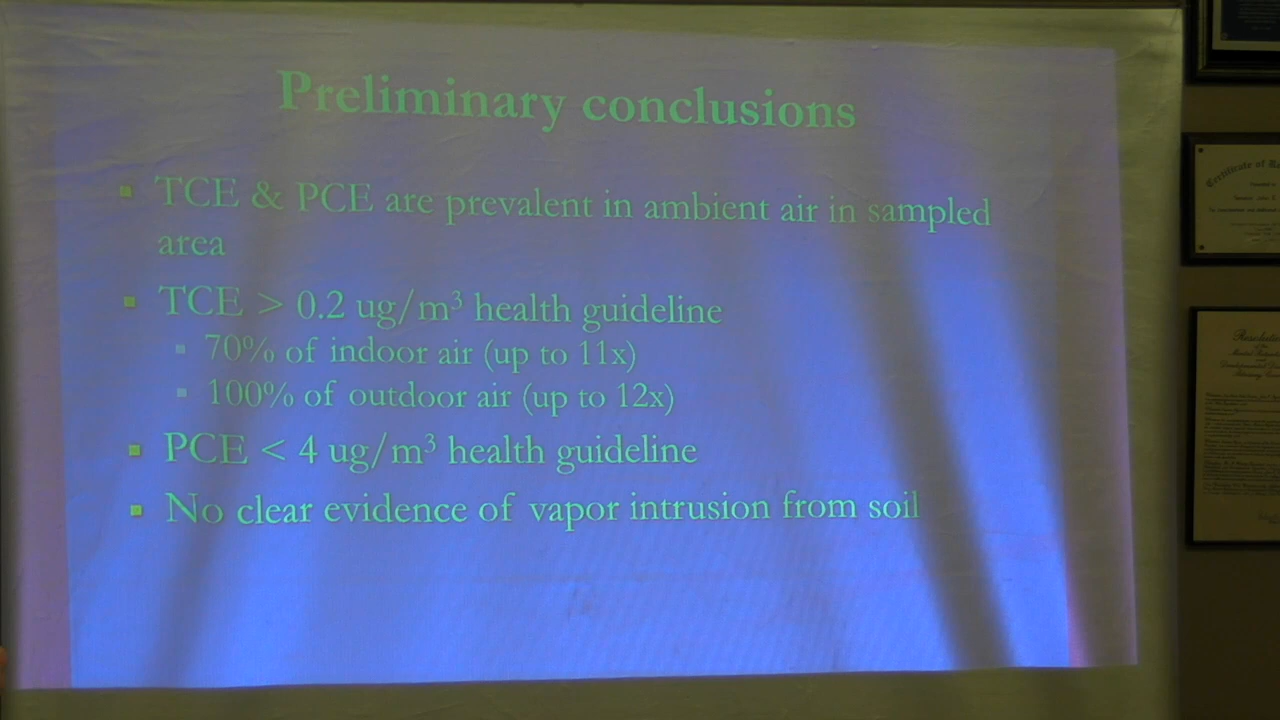 Preliminary conclusions
TCE & PCE are prevalent in ambient air in sampled
area
TCE > 0.2 ug/m³ health guideline
70% of indoor air (up to 11x)
100% of outdoor air (up to 12x)
PCE < 4 ug/m³ health guideline
No clear evidence of vapor intrusion from soil
Certificate of